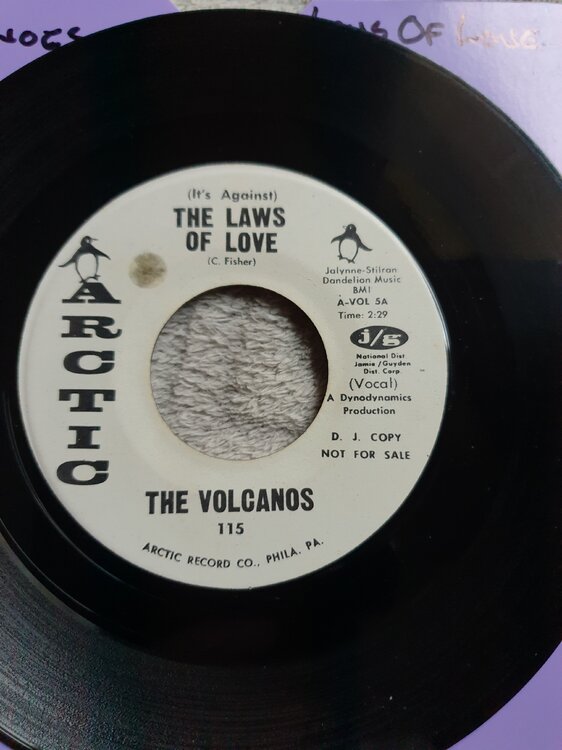 OF
(It's Against)
THE LAWS
OF LOVE
(C. Fisher)
ARCTIC
Jalynne-Stilran
Dandelion Music
BMI
A-VOL 5A
Time: 2:29
j/g
National Dist
Jamie/Guyden
Dist. Corp.
(Vocal)
A Dynodynamics
Production
D. J. COPY
NOT FOR SALE
THE VOLCANOS
115
ARCTIC RECORD CO., PHILA. PA.